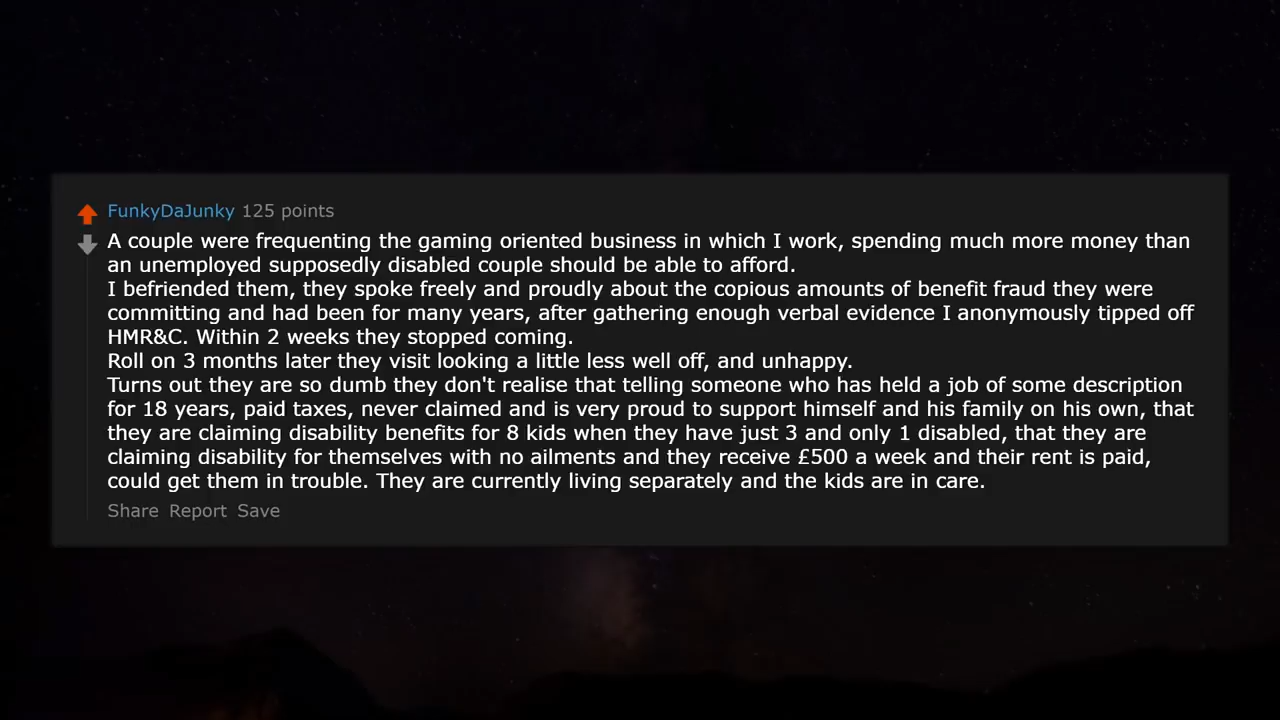 FunkyDaJunky 125 points
A couple were frequenting the gaming oriented business in which I work, spending much more money than
an unemployed supposedly disabled couple should be able to afford.
I befriended them, they spoke freely and proudly about the copious amounts of benefit fraud they were
committing and had been for many years, after gathering enough verbal evidence I anonymously tipped off
HMR&C. Within 2 weeks they stopped coming.
Roll on 3 months later they visit looking a little less well off, and unhappy.
Turns out they are so dumb they don't realise that telling someone who has held a job of some description
for 18 years, paid taxes, never claimed and is very proud to support himself and his family on his own, that
they are claiming disability benefits for 8 kids when they have just 3 and only 1 disabled, that they are
claiming disability for themselves with no ailments and they receive £500 a week and their rent is paid,
could get them in trouble. They are currently living separately and the kids are in care.
Share Report Save